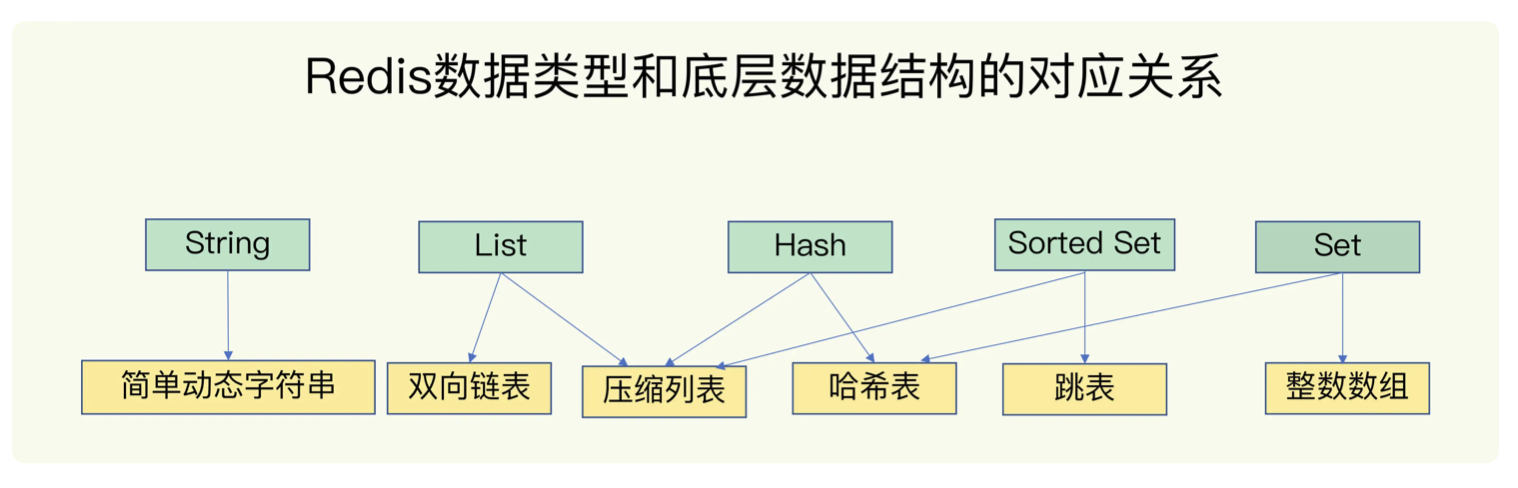 Redis数据类型和底层数据结构的对应关系
String
List
Hash
Sorted Set
Set
简单动态字符串
双向链表
压缩列表
哈希表
跳表
整数数组